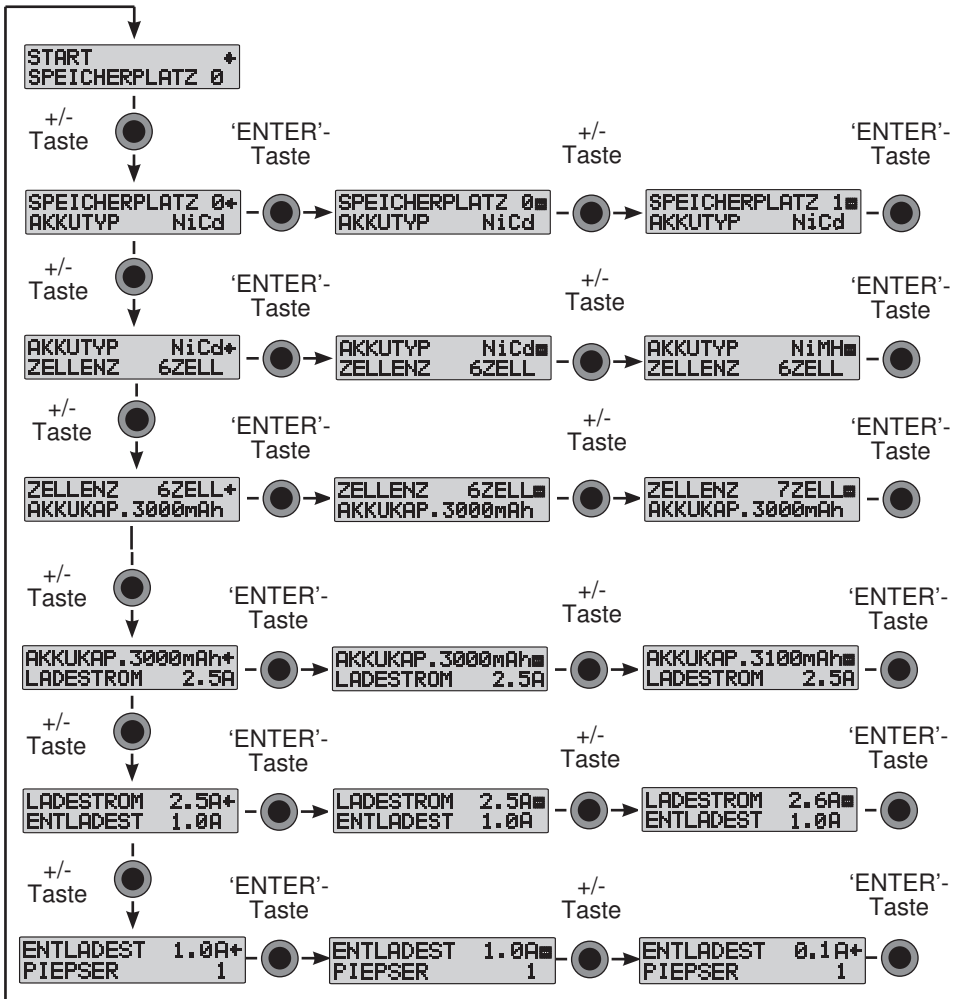 START
SPEICHERPLATZ 0
+/-
Taste
'ENTER'-
Taste
+/-
Taste
'ENTER'-
Taste
SPEICHERPLATZ 0
AKKUTYP NiCd
SPEICHERPLATZ 0
AKKUTYP NiCd
SPEICHERPLATZ 1
AKKUTYP NiCd
+/-
Taste
'ENTER'-
Taste
+/-
Taste
'ENTER'-
Taste
AKKUTYP NiCd
ZELLENZ 6ZELL
AKKUTYP NiCd
ZELLENZ 6ZELL
AKKUTYP NiMH
ZELLENZ 6ZELL
+/-
Taste
'ENTER'-
Taste
+/-
Taste
'ENTER'-
Taste
ZELLENZ 6ZELL
AKKUKAP.3000mAh
ZELLENZ 6ZELL
AKKUKAP.3000mAh
ZELLENZ 7ZELL
AKKUKAP.3000mAh
+/-
Taste
'ENTER'-
Taste
+/-
Taste
'ENTER'-
Taste
AKKUKAP.3000mAh
LADESTROM 2.5A
AKKUKAP.3000mAh
LADESTROM 2.5A
AKKUKAP.3100mAh
LADESTROM 2.5A
+/-
Taste
'ENTER'-
Taste
+/-
Taste
'ENTER'-
Taste
LADESTROM 2.5A
ENTLADEST 1.0A
LADESTROM 2.5A
ENTLADEST 1.0A
LADESTROM 2.6A
ENTLADEST 1.0A
+/-
Taste
'ENTER'-
Taste
+/-
Taste
'ENTER'-
Taste
ENTLADEST 1.0A
PIEPSER 1
ENTLADEST 1.0A
PIEPSER 1
ENTLADEST 0.1A
PIEPSER 1